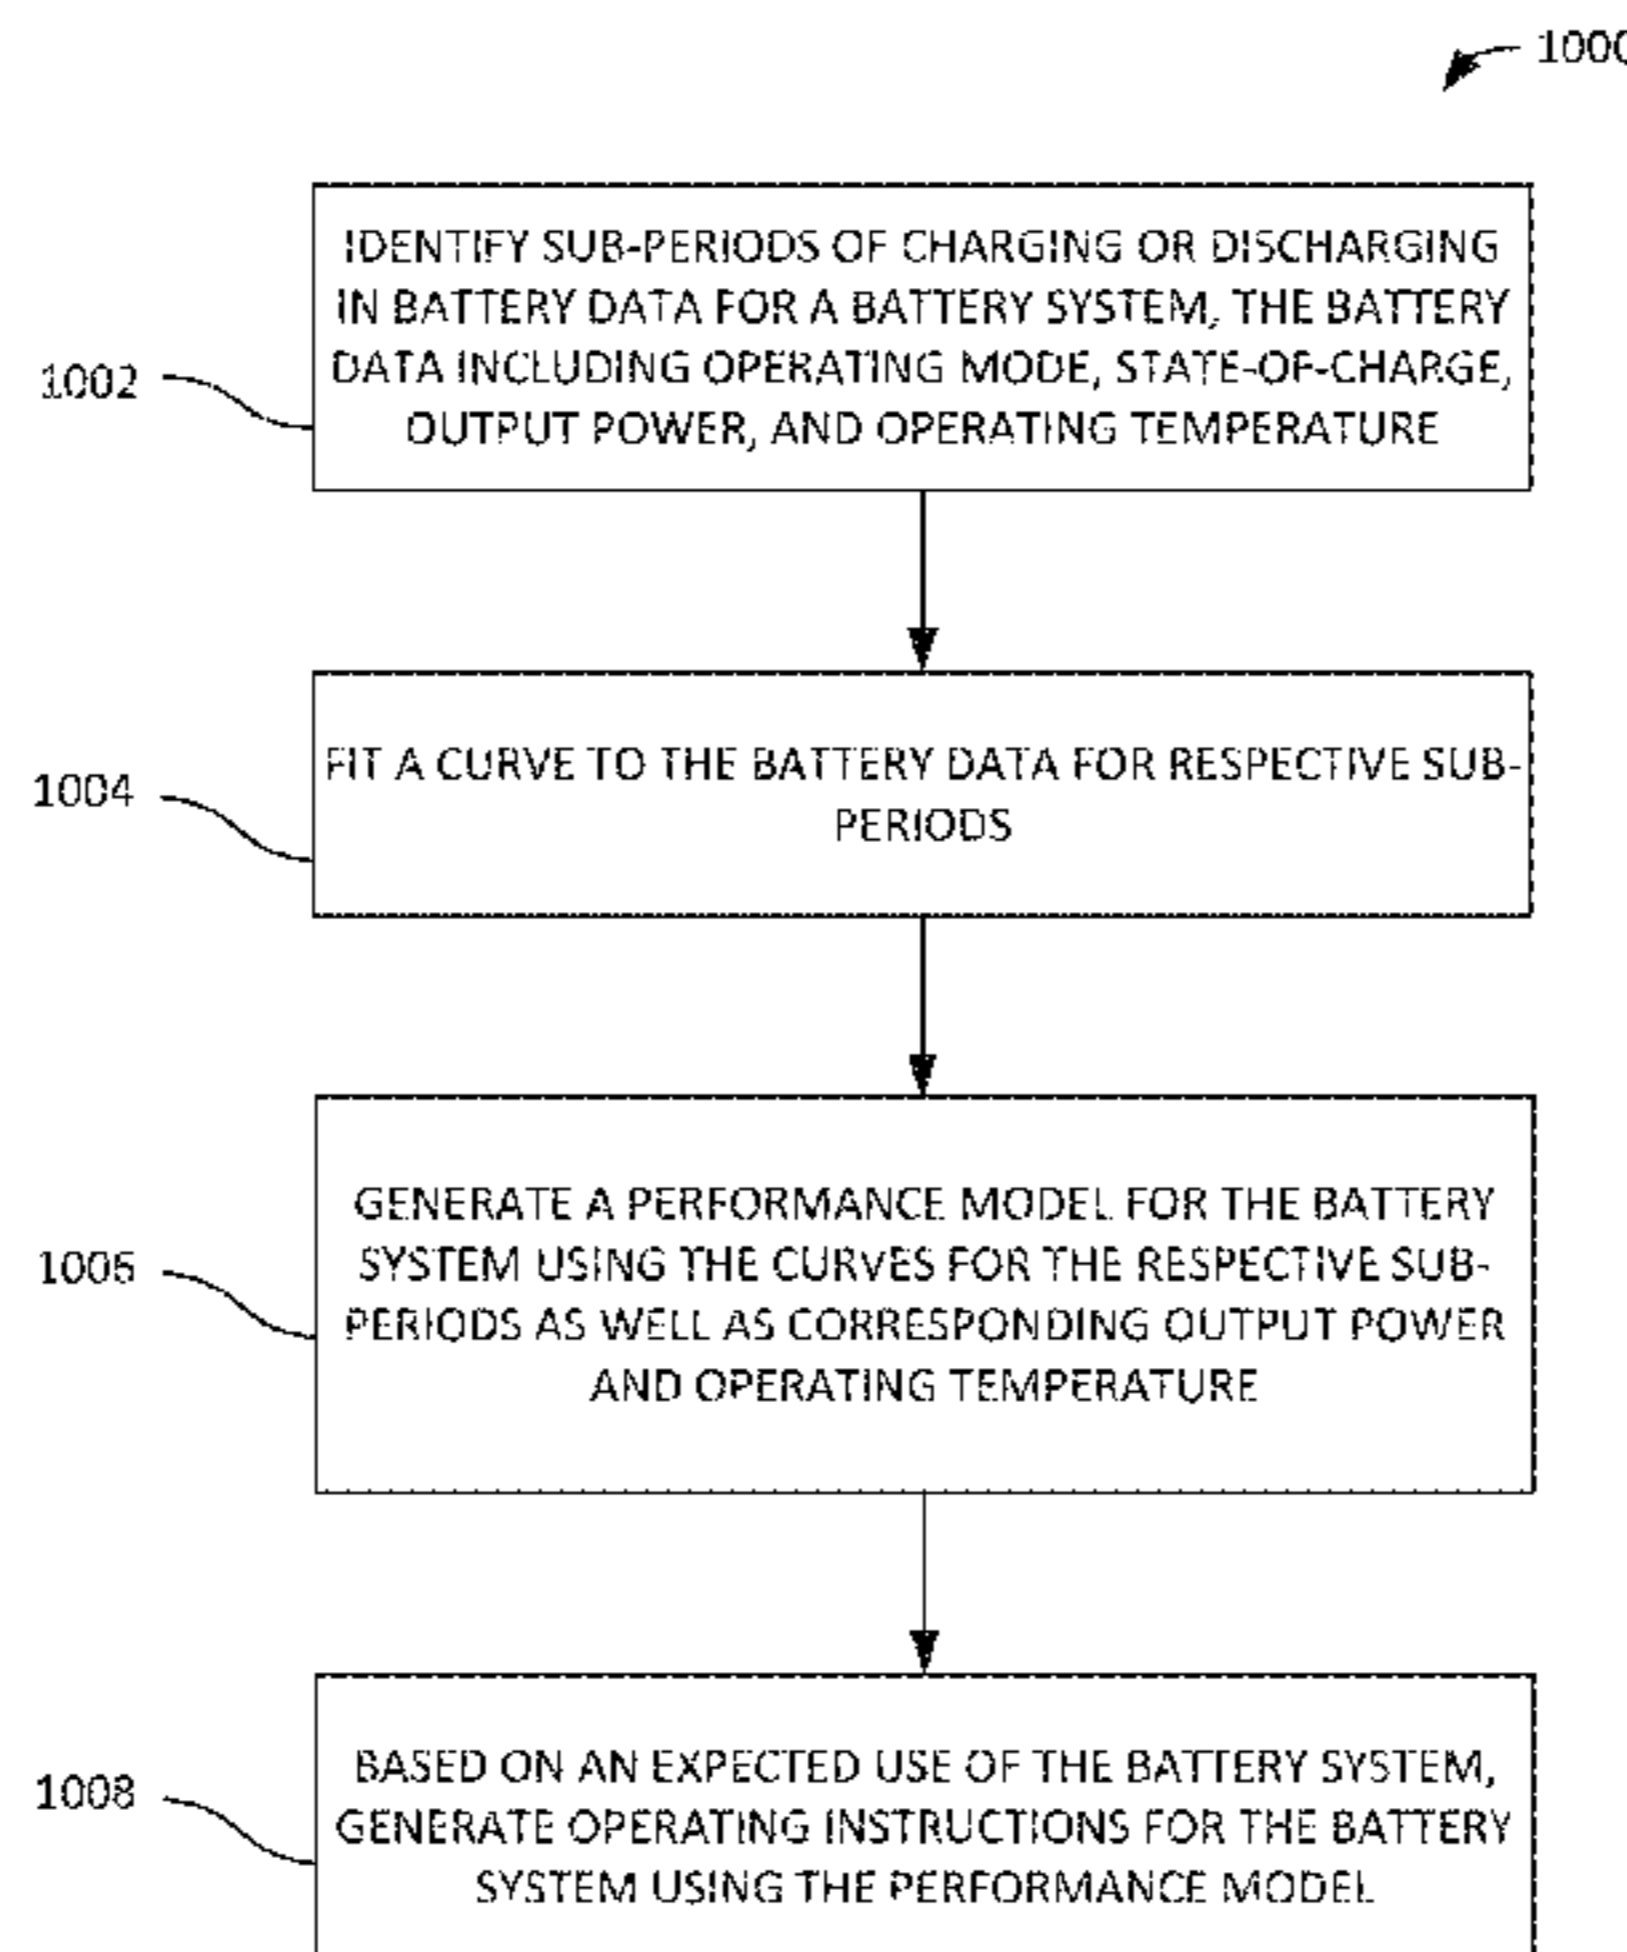 1000
IDENTIFY SUB-PERIODS OF CHARGING OR DISCHARGING
IN BATTERY DATA FOR A BATTERY SYSTEM, THE BATTERY
DATA INCLUDING OPERATING MODE, STATE-OF-CHARGE,
OUTPUT POWER, AND OPERATING TEMPERATURE
1002
FIT A CURVE TO THE BATTERY DATA FOR RESPECTIVE SUB-
PERIODS
1004
GENERATE A PERFORMANCE MODEL FOR THE BATTERY
SYSTEM USING THE CURVES FOR THE RESPECTIVE SUB-
PERIODS AS WELL AS CORRESPONDING OUTPUT POWER
AND OPERATING TEMPERATURE
1006
BASED ON AN EXPECTED USE OF THE BATTERY SYSTEM,
GENERATE OPERATING INSTRUCTIONS FOR THE BATTERY
SYSTEM USING THE PERFORMANCE MODEL
1008